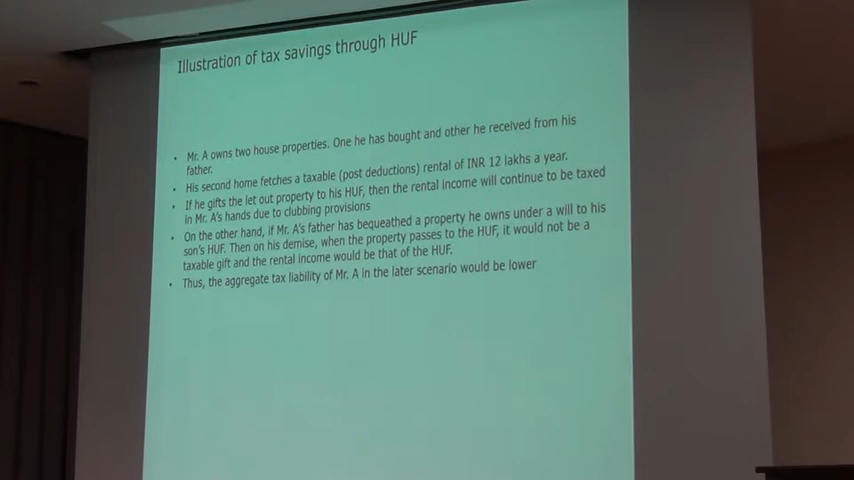 Illustration of tax savings through HUF
• Mr. A owns two house properties. One he has bought and other he received from his
father.
• His second home fetches a taxable (post deductions) rental of INR 12 lakhs a year.
• If he gifts the let out property to his HUF, then the rental income will continue to be taxed
in Mr. A's hands due to clubbing provisions
• On the other hand, if Mr. A's father has bequeathed a property he owns under a will to his
son's HUF. Then on his demise, when the property passes to the HUF, it would not be a
taxable gift and the rental income would be that of the HUF.
• Thus, the aggregate tax liability of Mr. A in the later scenario would be lower